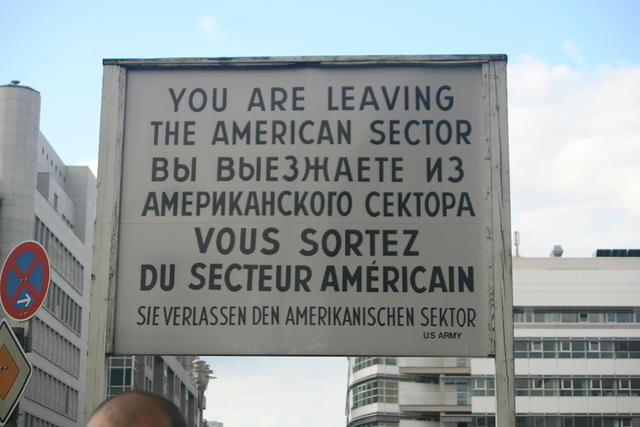 YOU ARE LEAVING
THE AMERICAN SECTOR
ВЫ ВЫЕЗЖАЕТЕ ИЗ
АМЕРИКАНСКОГО СЕКТОРА
VOUS SORTEZ
DU SECTEUR AMÉRICAIN
SIE VERLASSEN DEN AMERIKANISCHEN SEKTOR
US ARMY